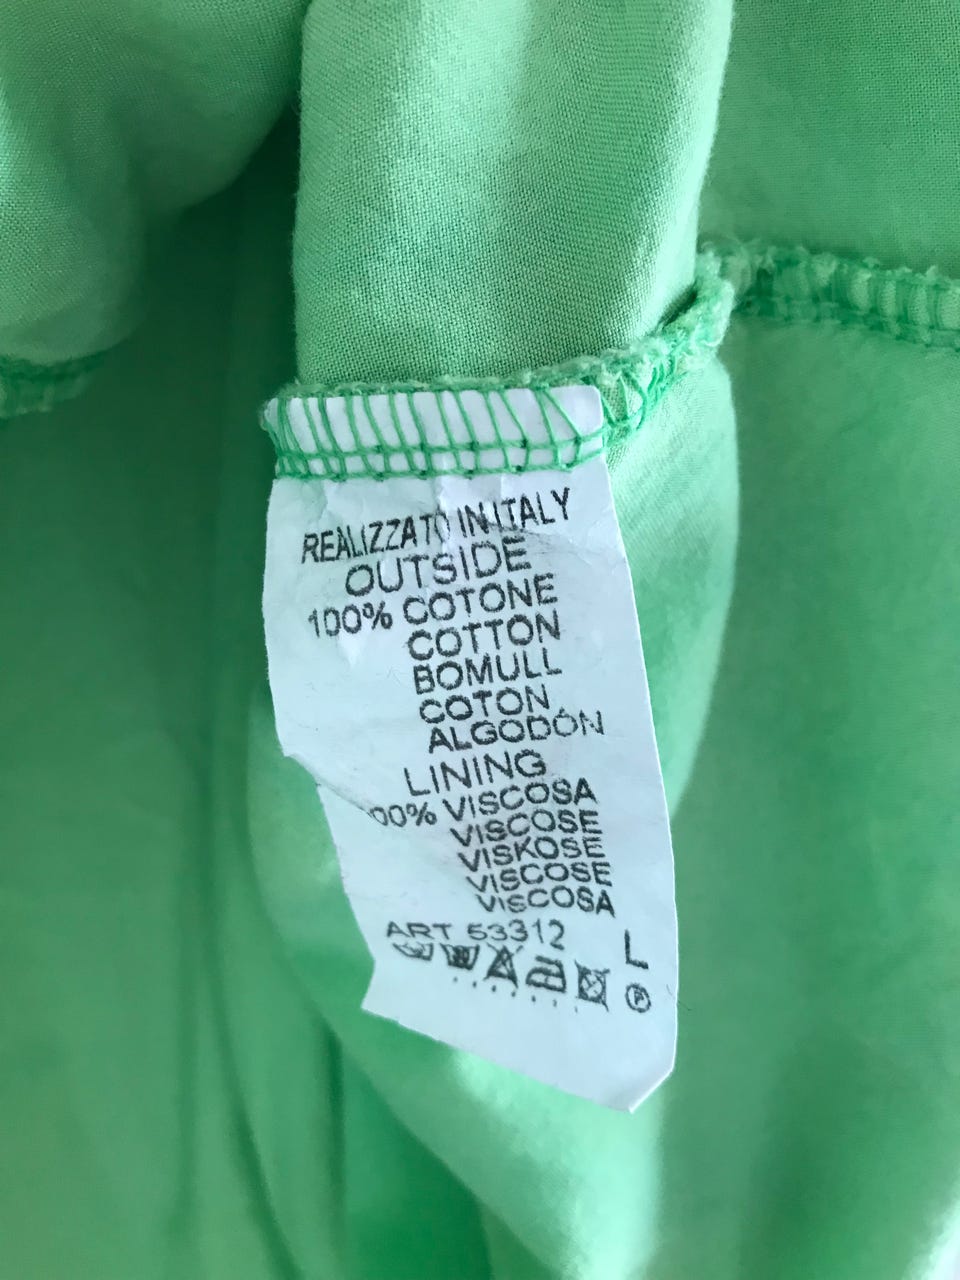 REALIZZATO IN ITALY
OUTSIDE
100% COTONE
COTTON
BOMULL
COTON
ALGODÓN
LINING
00% VISCOSA
VISCOSE
VISKOSE
VISCOSE
VISCOSA
ART 53312
L
P